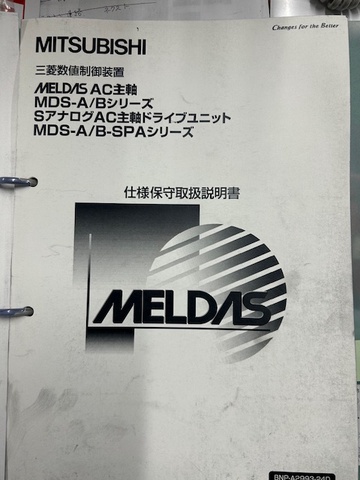 Changes for the Better
MITSUBISHI
三菱数値制御装置
MELDAS AC主軸
MDS-A/Bシリーズ
SアナログAC主軸ドライブユニット
MDS-A/B-SPAシリーズ
仕様保守取扱説明書
MELDAS
BNP-A2993-24D